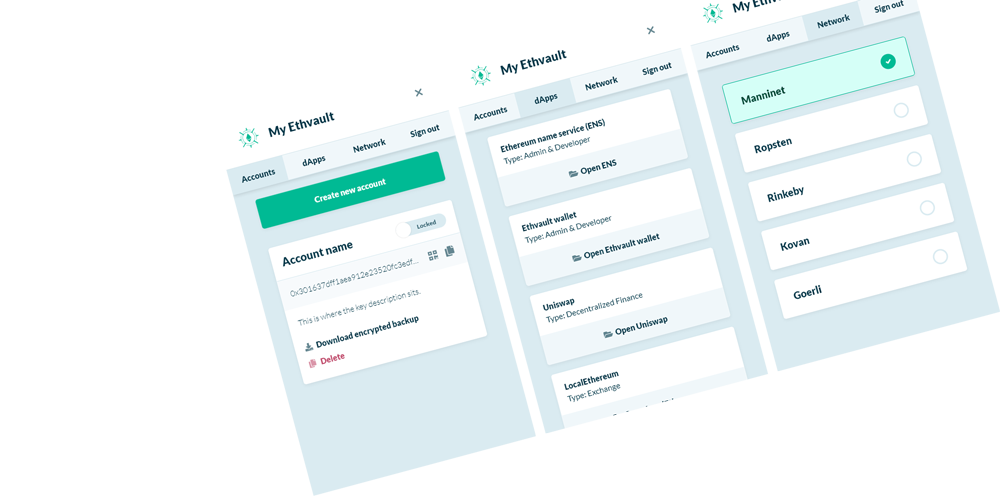 My Ethvault
Accounts
dApps
Network
Sign out
Create new account
Account name
Locked
0x301637dff1aea912e23520fc3edf...
This is where the key description sits.
Download encrypted backup
Delete
My Ethvault
Accounts
dApps
Network
Sign out
Ethereum name service (ENS)
Type: Admin & Developer
Open ENS
Ethvault wallet
Type: Admin & Developer
Open Ethvault wallet
Uniswap
Type: Decentralized Finance
Open Uniswap
LocalEthereum
Type: Exchange
My Ethvault
Accounts
dApps
Network
Sign out
Manninet
Ropsten
Rinkeby
Kovan
Goerli